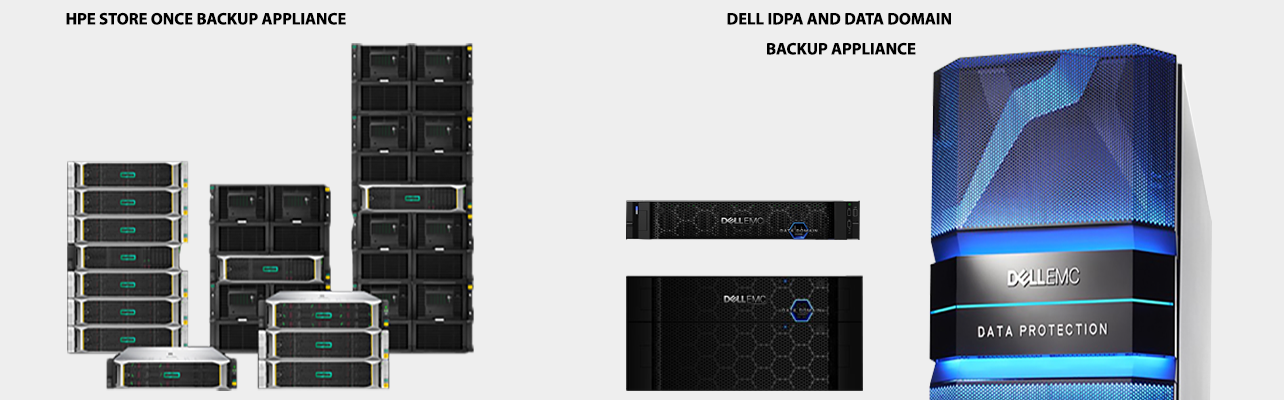 HPE STORE ONCE BACKUP APPLIANCE
DELL IDPA AND DATA DOMAIN
BACKUP APPLIANCE
DELLEMC
DATA DOMAIN
DELLEMC
DATA DOMAIN
DELLEMC
DATA PROTECTION